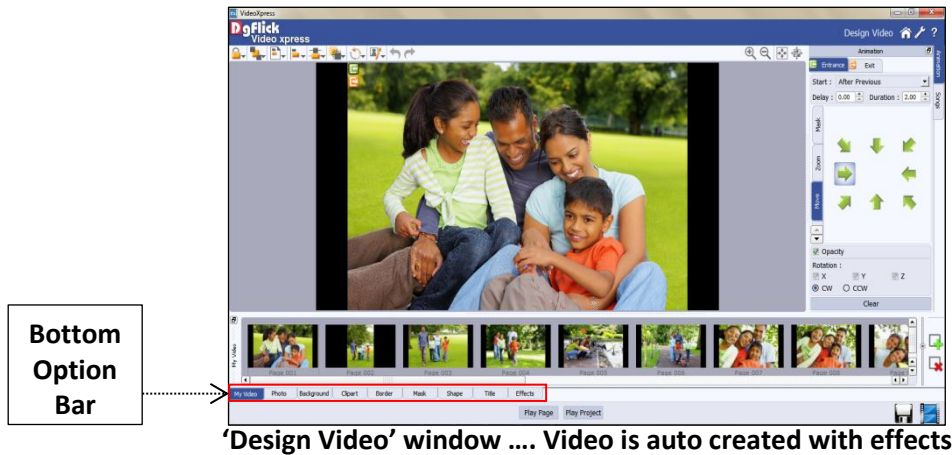 VideoXpress
DgFlick
Video xpress
Design Video
?
Animation
Entrance
Exit
Start : After Previous
Delay : 0.00 Duration : 2.00
Mask
Zoom
Move
Opacity
Rotation :
X Y Z
CW CCW
Clear
Animation
Songs
My Video
Page 001
Page 002
Page 003
Page 004
Page 005
Page 006
Page 007
Page 008
Page
Bottom
Option
Bar
My Video Photo Background Clipart Border Mask Shape Title Effects
Play Page Play Project
‘Design Video’ window .... Video is auto created with effects